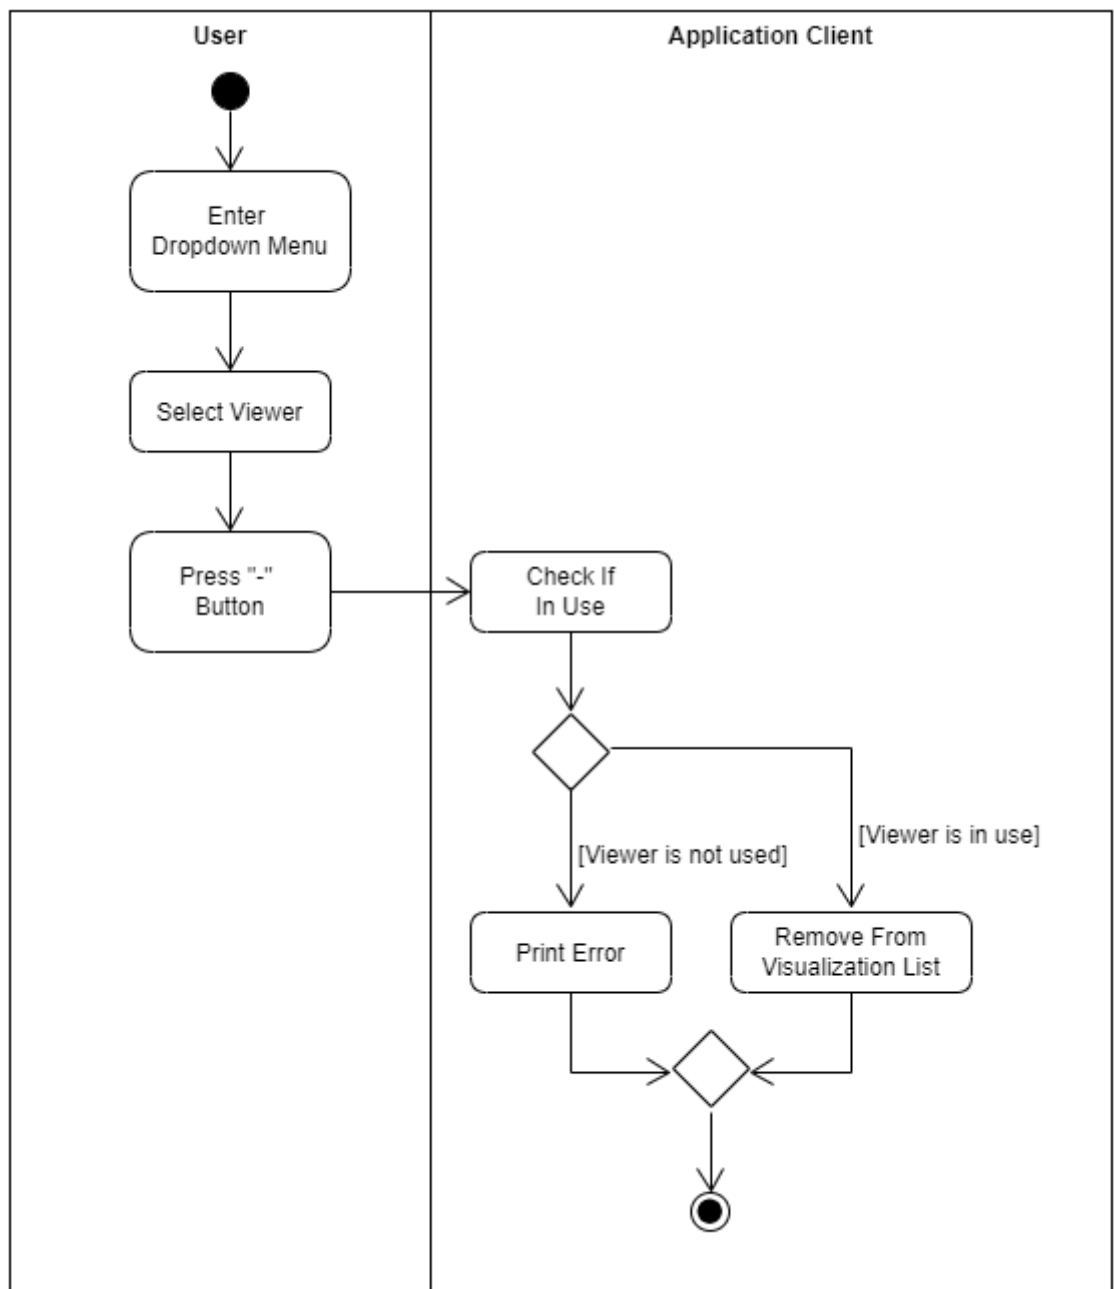 User
Application Client
Enter
Dropdown Menu
Select Viewer
Press "-"
Button
Check If
In Use
[Viewer is not used]
[Viewer is in use]
Print Error
Remove From
Visualization List